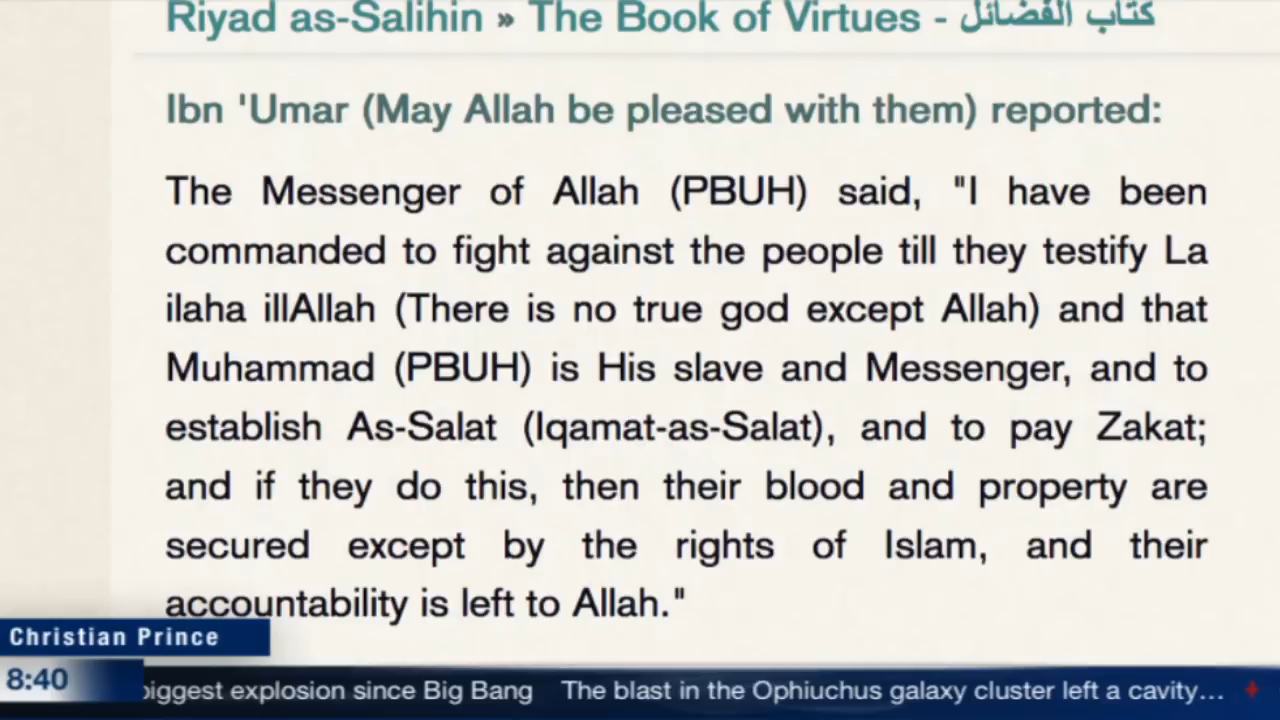 Riyad as-Salihin » The Book of Virtues - كتاب الفضائل
Ibn 'Umar (May Allah be pleased with them) reported:
The Messenger of Allah (PBUH) said, "I have been
commanded to fight against the people till they testify La
ilaha illAllah (There is no true god except Allah) and that
Muhammad (PBUH) is His slave and Messenger, and to
establish As-Salat (Iqamat-as-Salat), and to pay Zakat;
and if they do this, then their blood and property are
secured except by the rights of Islam, and their
accountability is left to Allah."
Christian Prince
8:40
biggest explosion since Big Bang The blast in the Ophiuchus galaxy cluster left a cavity...